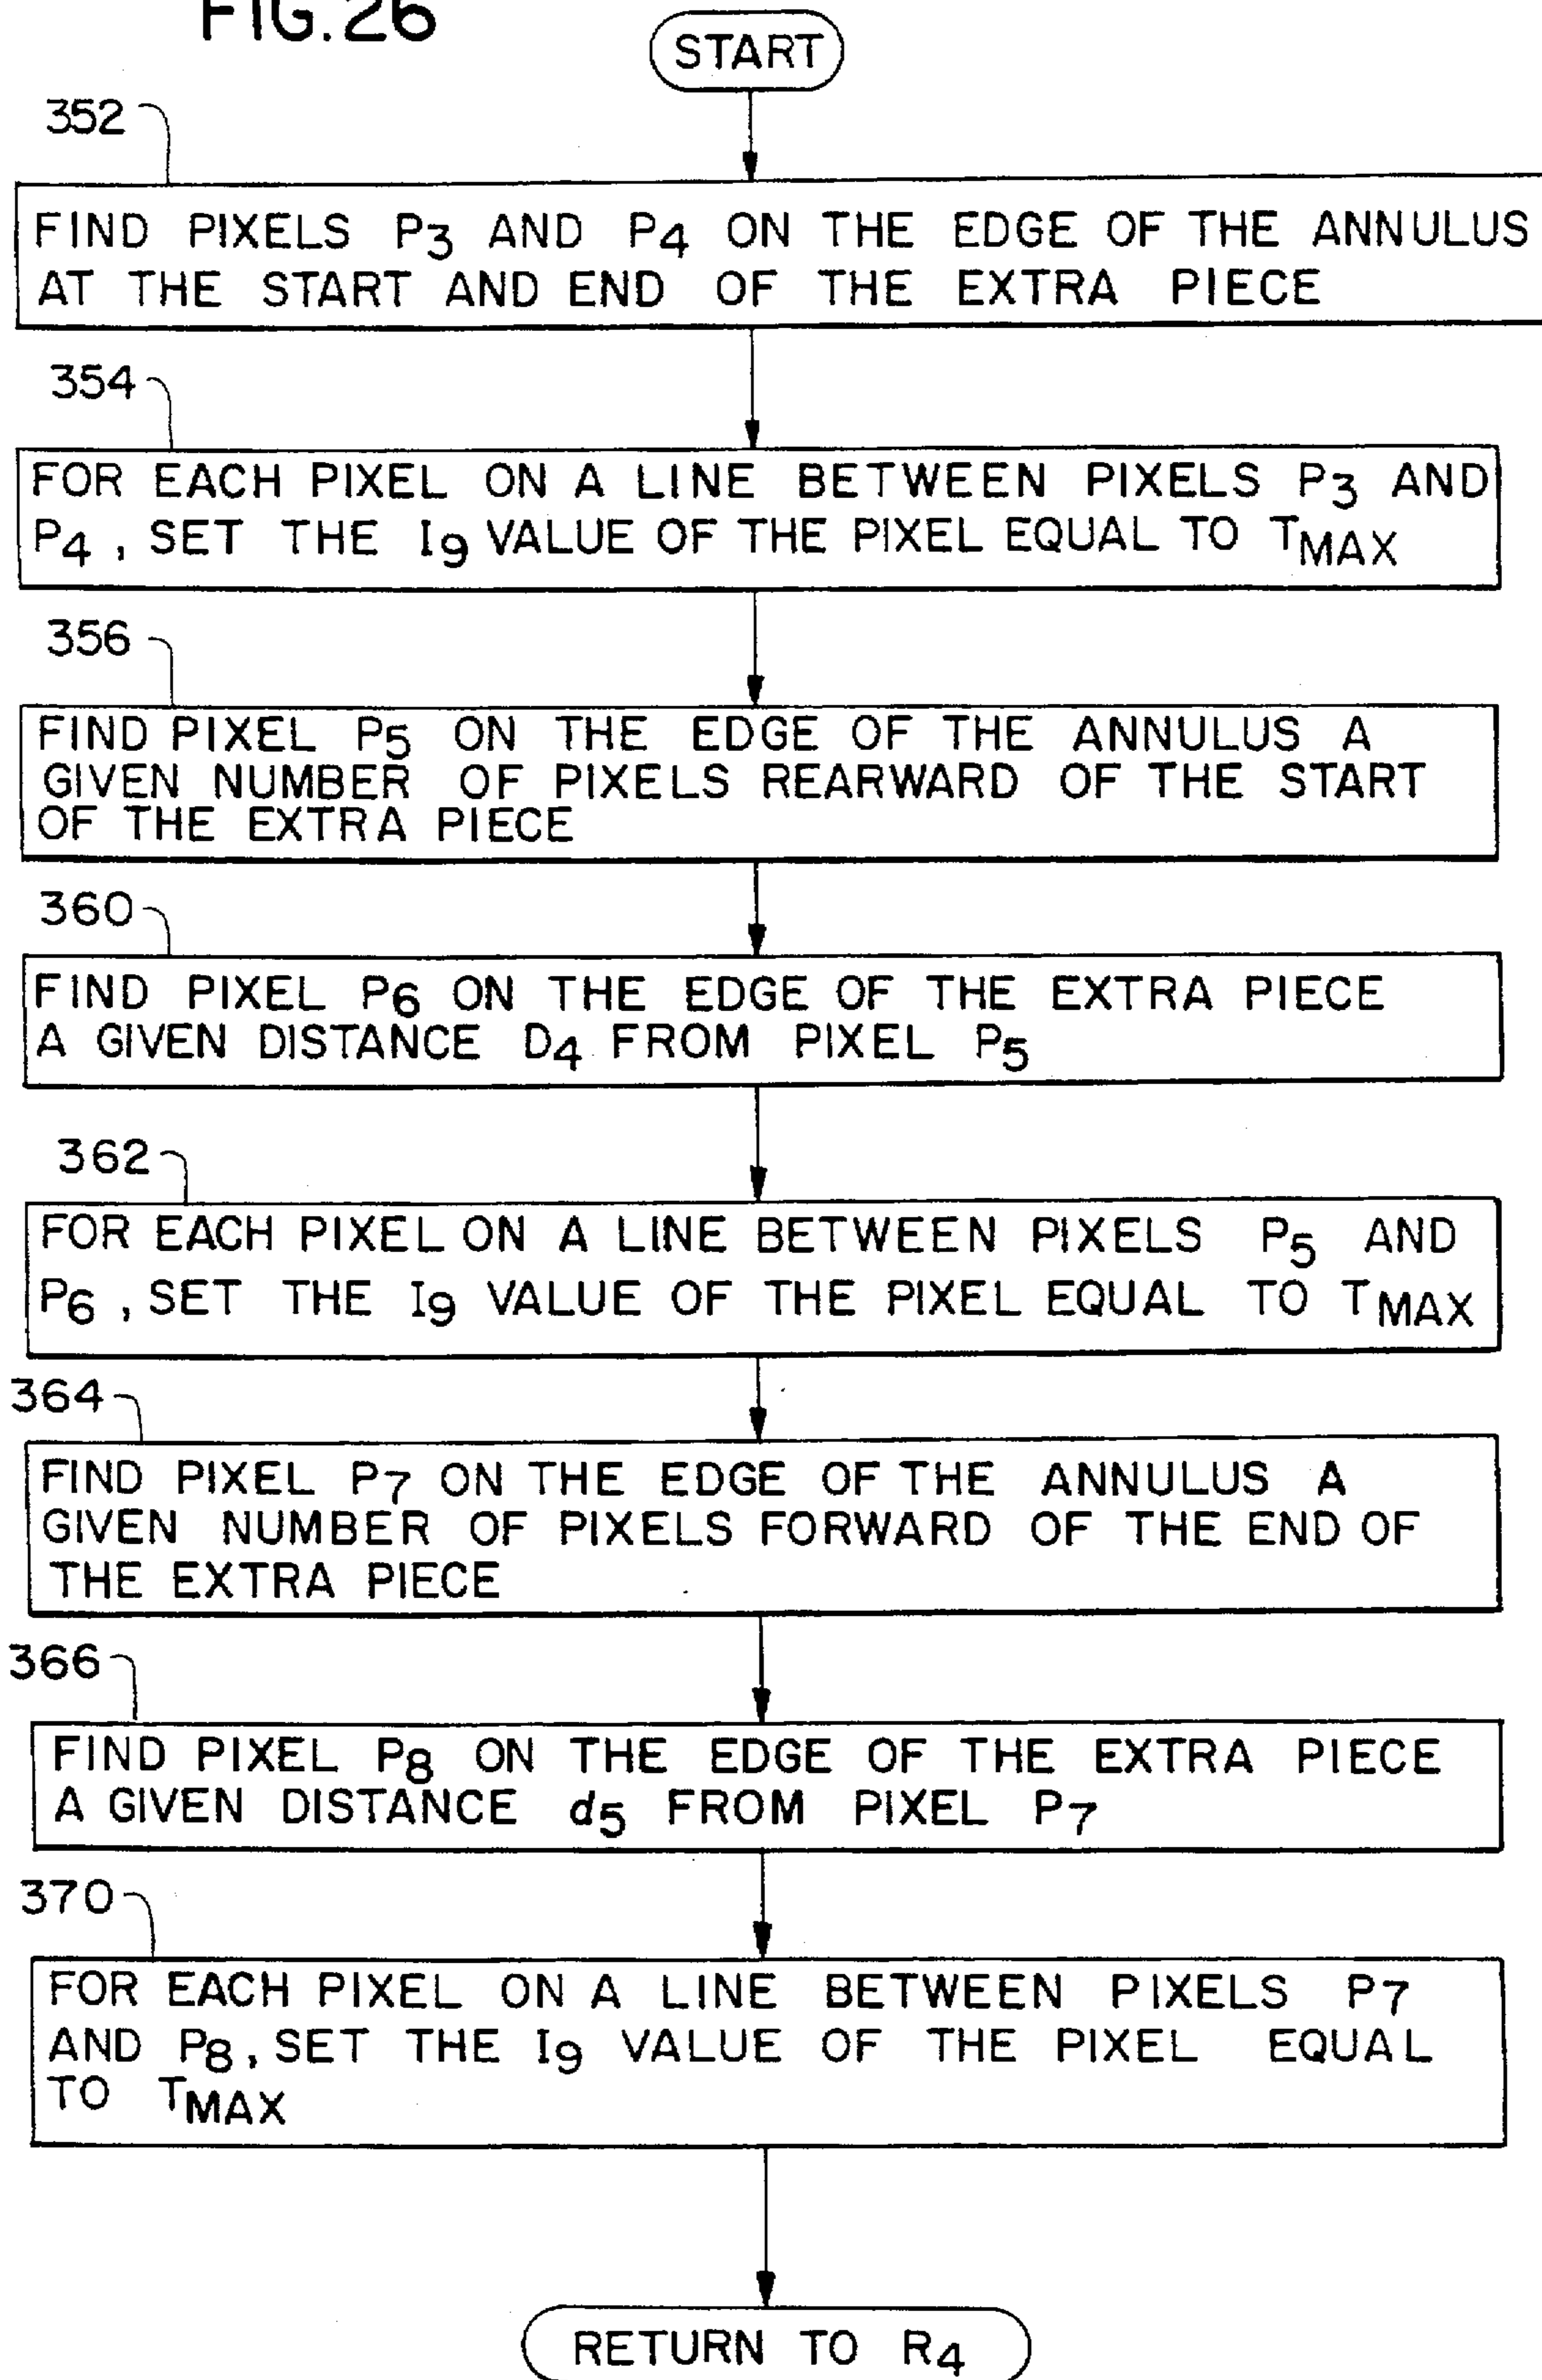 FIG. 26
START
352
FIND PIXELS P3 AND P4 ON THE EDGE OF THE ANNULUS
AT THE START AND END OF THE EXTRA PIECE
354
FOR EACH PIXEL ON A LINE BETWEEN PIXELS P3 AND
P4, SET THE I9 VALUE OF THE PIXEL EQUAL TO TMAX
356
FIND PIXEL P5 ON THE EDGE OF THE ANNULUS A
GIVEN NUMBER OF PIXELS REARWARD OF THE START
OF THE EXTRA PIECE
360
FIND PIXEL P6 ON THE EDGE OF THE EXTRA PIECE
A GIVEN DISTANCE D4 FROM PIXEL P5
362
FOR EACH PIXEL ON A LINE BETWEEN PIXELS P5 AND
P6, SET THE I9 VALUE OF THE PIXEL EQUAL TO TMAX
364
FIND PIXEL P7 ON THE EDGE OF THE ANNULUS A
GIVEN NUMBER OF PIXELS FORWARD OF THE END OF
THE EXTRA PIECE
366
FIND PIXEL P8 ON THE EDGE OF THE EXTRA PIECE
A GIVEN DISTANCE d5 FROM PIXEL P7
370
FOR EACH PIXEL ON A LINE BETWEEN PIXELS P7
AND P8, SET THE I9 VALUE OF THE PIXEL EQUAL
TO TMAX
RETURN TO R4